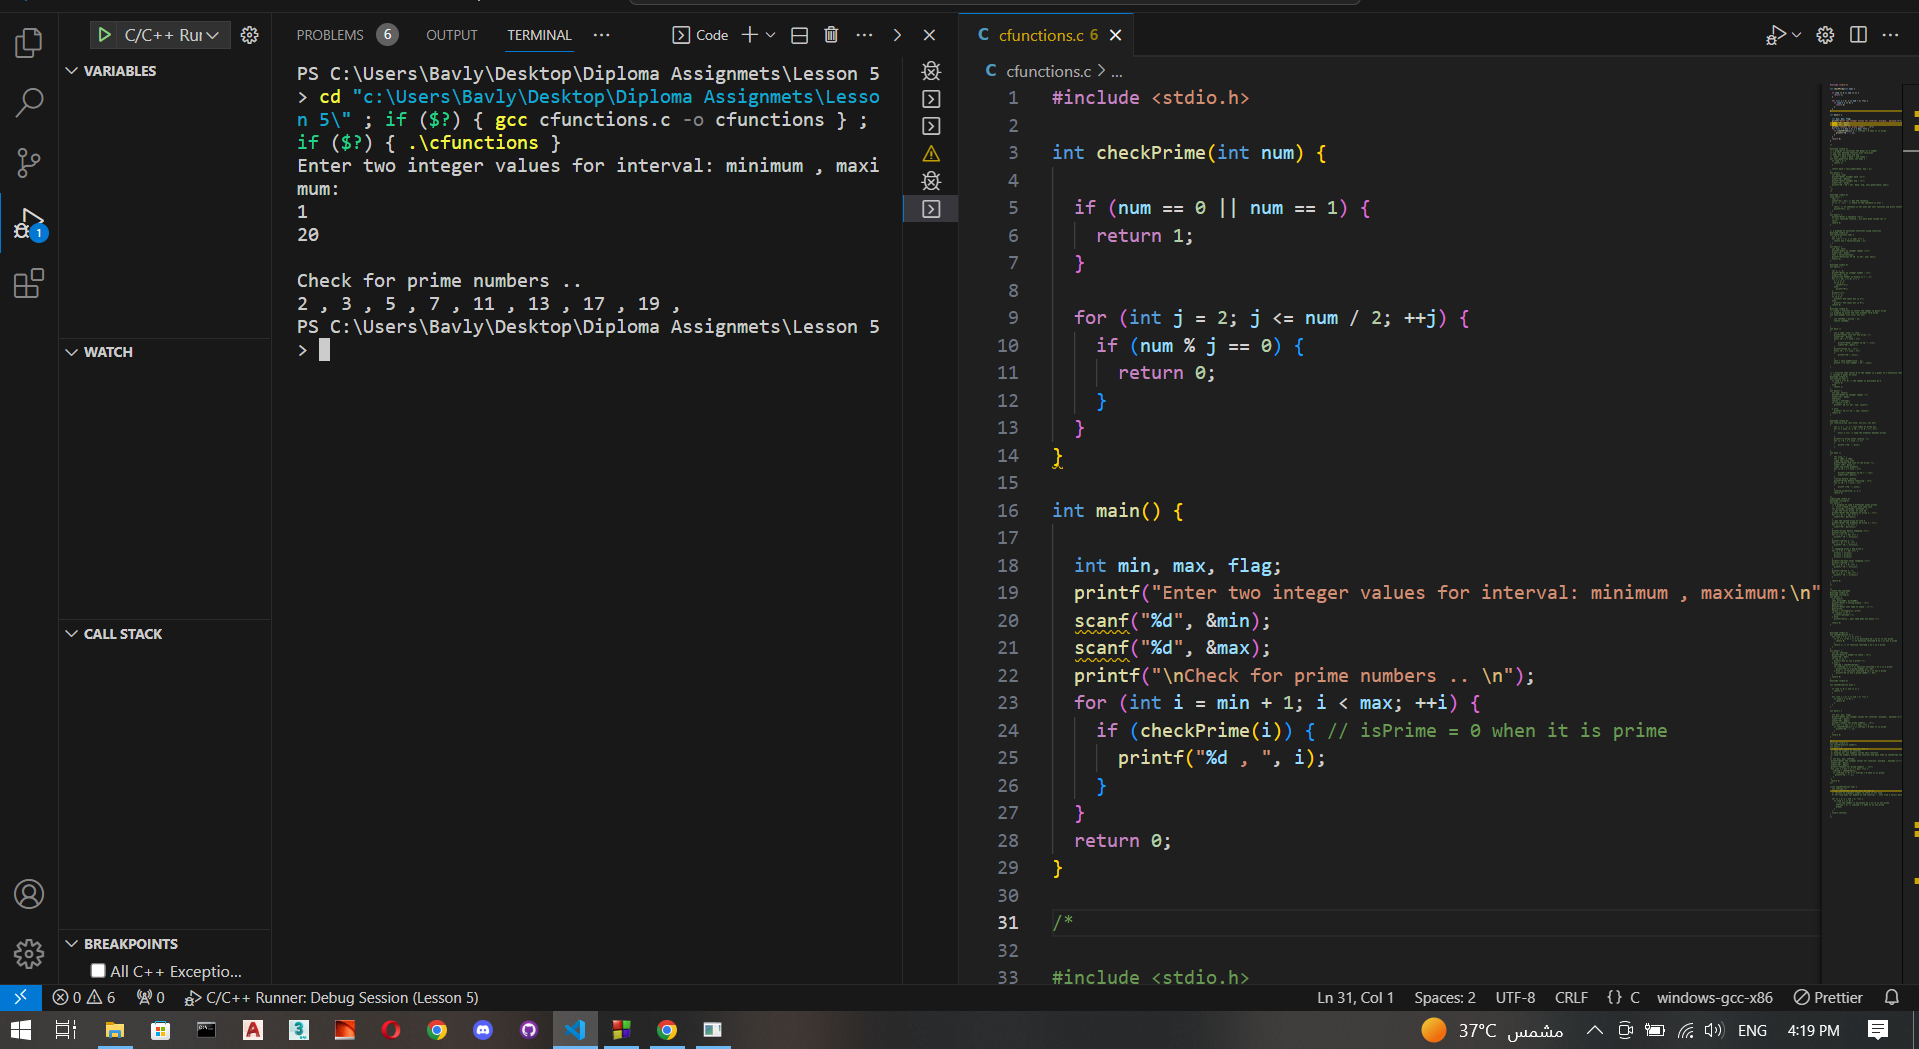 C/C++ Rur
VARIABLES
WATCH
CALL STACK
BREAKPOINTS
All C++ Exceptio...
1
PROBLEMS 6 OUTPUT TERMINAL ... Code
PS C:\Users\Bavly\Desktop\Diploma Assignmets\Lesson 5
> cd "c:\Users\Bavly\Desktop\Diploma Assignmets\Lesso
n 5\" ; if ($?) { gcc cfunctions.c -o cfunctions } ;
if ($?) { .\cfunctions }
Enter two integer values for interval: minimum , maxi
mum:
1
20
Check for prime numbers ..
2 , 3 , 5 , 7 , 11 , 13 , 17 , 19 ,
PS C:\Users\Bavly\Desktop\Diploma Assignmets\Lesson 5
>
C cfunctions.c 6
C cfunctions.c > ...
1 #include <stdio.h>
2
3 int checkPrime(int num) {
4
5 if (num == 0 || num == 1) {
6 return 1;
7 }
8
9 for (int j = 2; j <= num / 2; ++j) {
10 if (num % j == 0) {
11 return 0;
12 }
13 }
14 }
15
16 int main() {
17
18 int min, max, flag;
19 printf("Enter two integer values for interval: minimum , maximum:\n"
20 scanf("%d", &min);
21 scanf("%d", &max);
22 printf("\nCheck for prime numbers .. \n");
23 for (int i = min + 1; i < max; ++i) {
24 if (checkPrime(i)) { // isPrime = 0 when it is prime
25 printf("%d , ", i);
26 }
27 }
28 return 0;
29 }
30
31 /*
32
33 #include <stdio.h>
0 6 0 C/C++ Runner: Debug Session (Lesson 5) Ln 31, Col 1 Spaces: 2 UTF-8 CRLF {} C windows-gcc-x86 Prettier
37°C مشمس ENG 4:19 PM